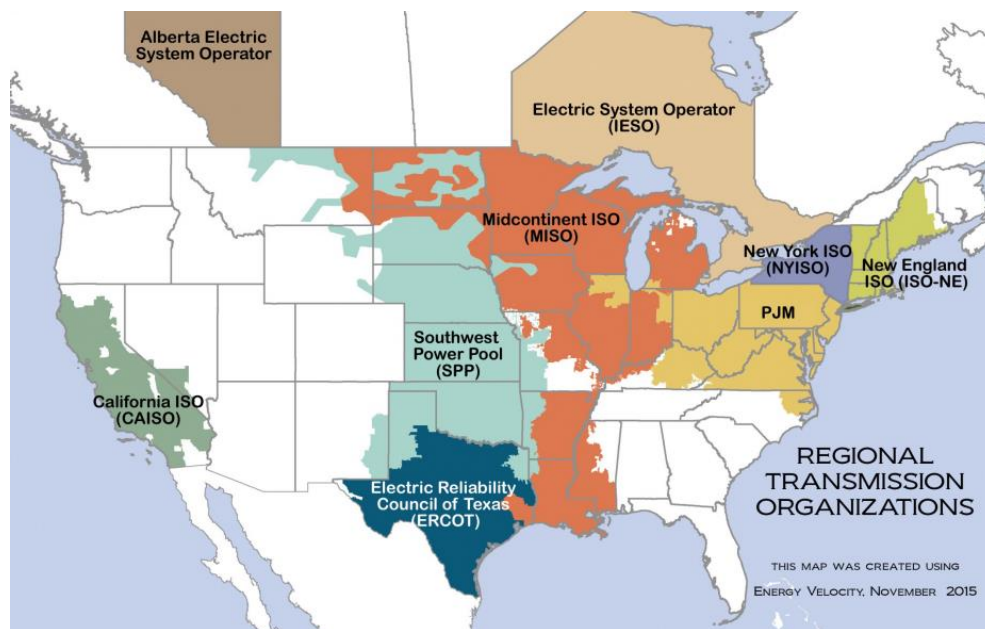 Alberta Electric
System Operator
Electric System Operator
(IESO)
Midcontinent ISO
(MISO)
New York ISO
(NYISO)
New England
ISO (ISO-NE)
PJM
Southwest
Power Pool
(SPP)
California ISO
(CAISO)
Electric Reliability
Council of Texas
(ERCOT)
REGIONAL
TRANSMISSION
ORGANIZATIONS
THIS MAP WAS CREATED USING
ENERGY VELOCITY, NOVEMBER 2015